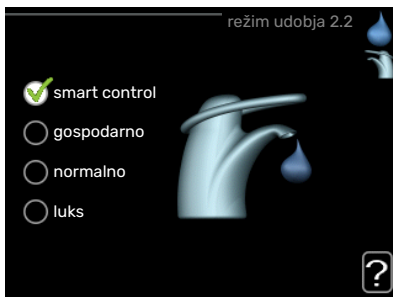 režim udobja 2.2
smart control
gospodarno
normalno
luks
?